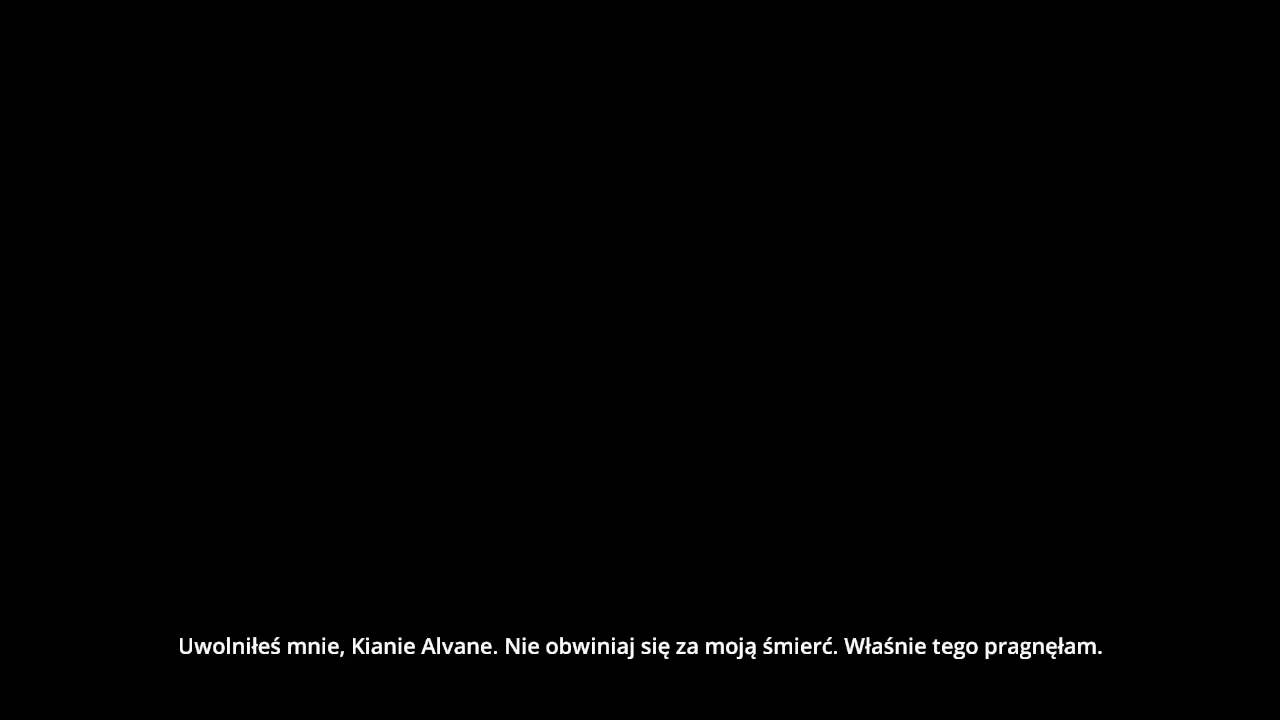 Uwolniłeś mnie, Kianie Alvane. Nie obwiniaj się za moją śmierć. Właśnie tego pragnęłam.